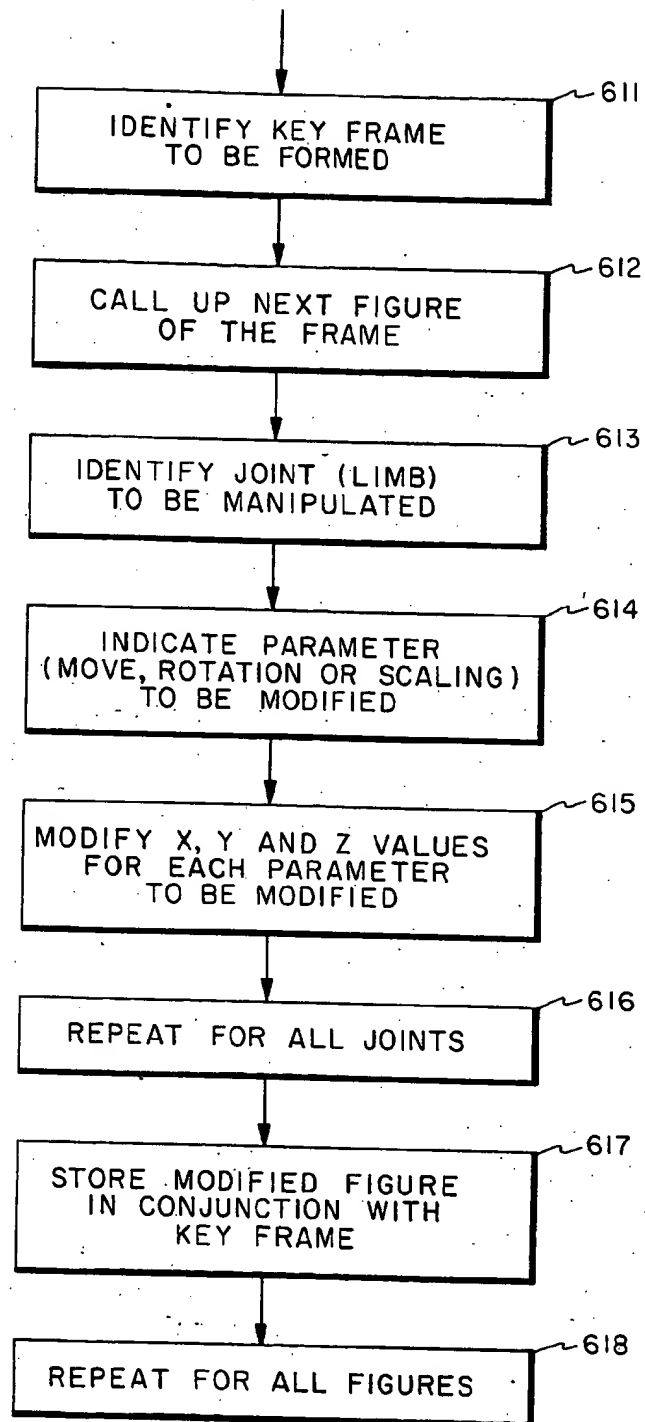 611
IDENTIFY KEY FRAME
TO BE FORMED
612
CALL UP NEXT FIGURE
OF THE FRAME
613
IDENTIFY JOINT (LIMB)
TO BE MANIPULATED
614
INDICATE PARAMETER
(MOVE, ROTATION OR SCALING)
TO BE MODIFIED
615
MODIFY X, Y AND Z VALUES
FOR EACH PARAMETER
TO BE MODIFIED
616
REPEAT FOR ALL JOINTS
617
STORE MODIFIED FIGURE
IN CONJUNCTION WITH
KEY FRAME
618
REPEAT FOR ALL FIGURES